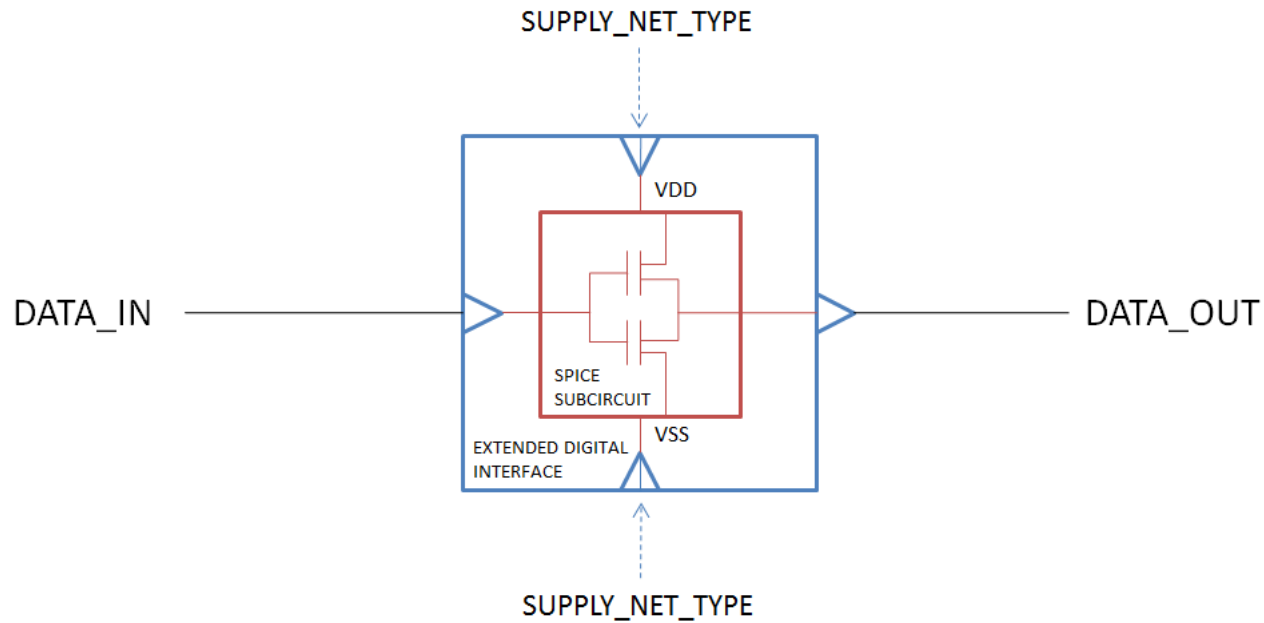 SUPPLY_NET_TYPE
VDD
DATA_IN
DATA_OUT
SPICE
SUBCIRCUIT
VSS
EXTENDED DIGITAL
INTERFACE
SUPPLY_NET_TYPE